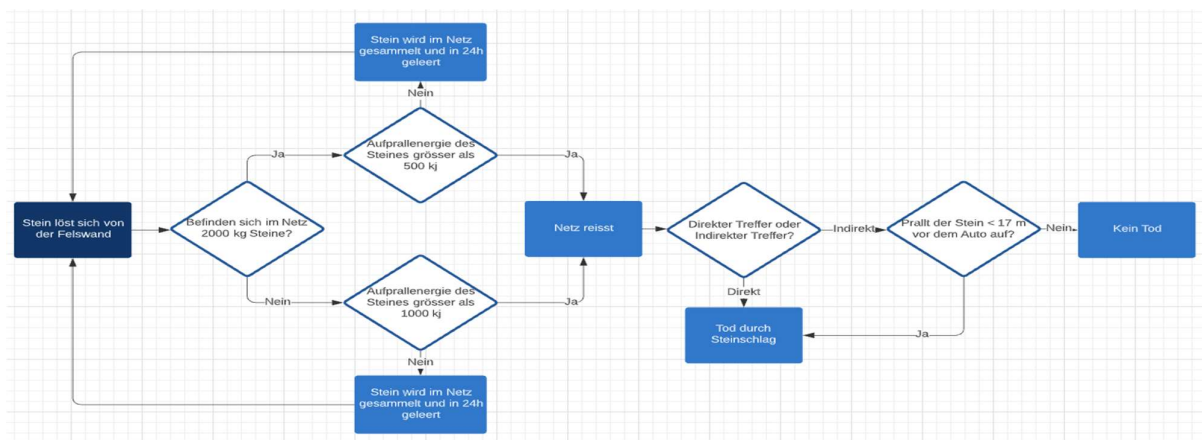 Stein wird im Netz
gesammelt und in 24h
geleert
Nein
Aufprallenergie des
Steines grösser als
500 kj
Ja
Ja
Stein löst sich von
der Felswand
Befinden sich im Netz
2000 kg Steine?
Netz reisst
Direkter Treffer oder
Indirekter Treffer?
Indirekt
Prallt der Stein < 17 m
vor dem Auto auf?
Nein
Kein Tod
Nein
Aufprallenergie des
Steines grösser als
1000 kj
Ja
Direkt
Tod durch
Steinschlag
Ja
Nein
Stein wird im Netz
gesammelt und in 24h
geleert